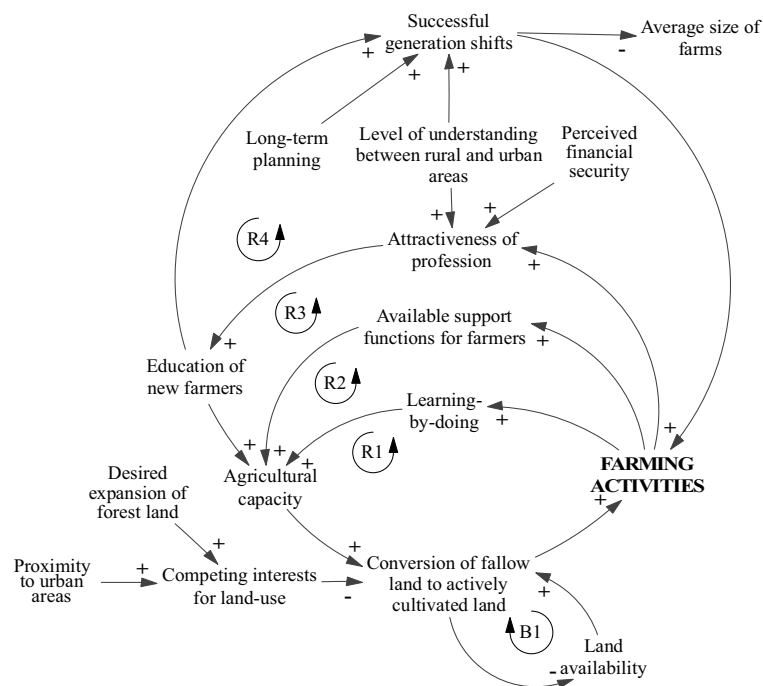 Successful
generation shifts
+
Average size of
farms
-
+
+
Long-term
planning
Level of understanding
between rural and urban
areas
Perceived
financial
security
+
+
+
Attractiveness of
profession
+
R4
R3
Available support
functions for farmers
+
+
Education of
new farmers
R2
Learning-
by-doing
+
R1
+
+
+
+
Agricultural
capacity
FARMING
ACTIVITIES
+
Desired
expansion of
forest land
+
+
Proximity
to urban
areas
+
Competing interests
for land-use
-
Conversion of fallow
land to actively
cultivated land
+
B1
Land
availability
-